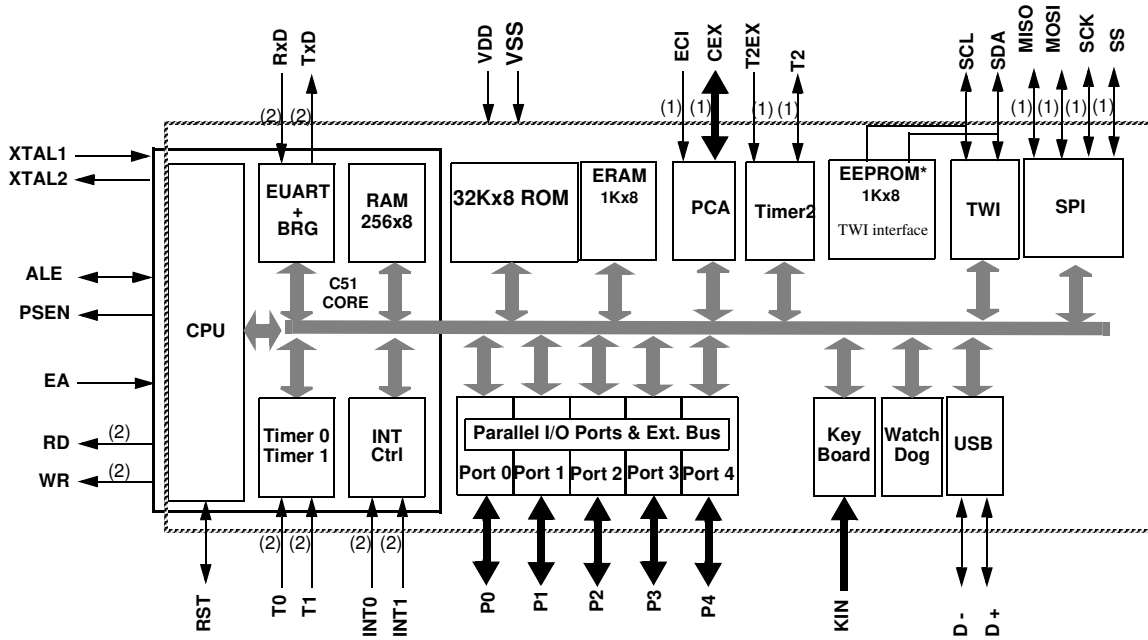 RxD
TxD
VDD
VSS
ECI
CEX
T2EX
T2
SCL
SDA
MISO
MOSI
SCK
SS
(2) (2)
(1) (1)
(1) (1)
(1) (1) (1) (1)
XTAL1
XTAL2
ALE
PSEN
EA
RD
(2)
WR
(2)
CPU
EUART
+
BRG
RAM
256x8
C51
CORE
32Kx8 ROM
ERAM
1Kx8
PCA
Timer2
EEPROM*
1Kx8
TWI interface
TWI
SPI
Timer 0
Timer 1
INT
Ctrl
Parallel I/O Ports & Ext. Bus
Port 0
Port 1
Port 2
Port 3
Port 4
Key
Board
Watch
Dog
USB
(2) (2)
(2) (2)
RST
T0
T1
INT0
INT1
P0
P1
P2
P3
P4
KIN
D -
D +